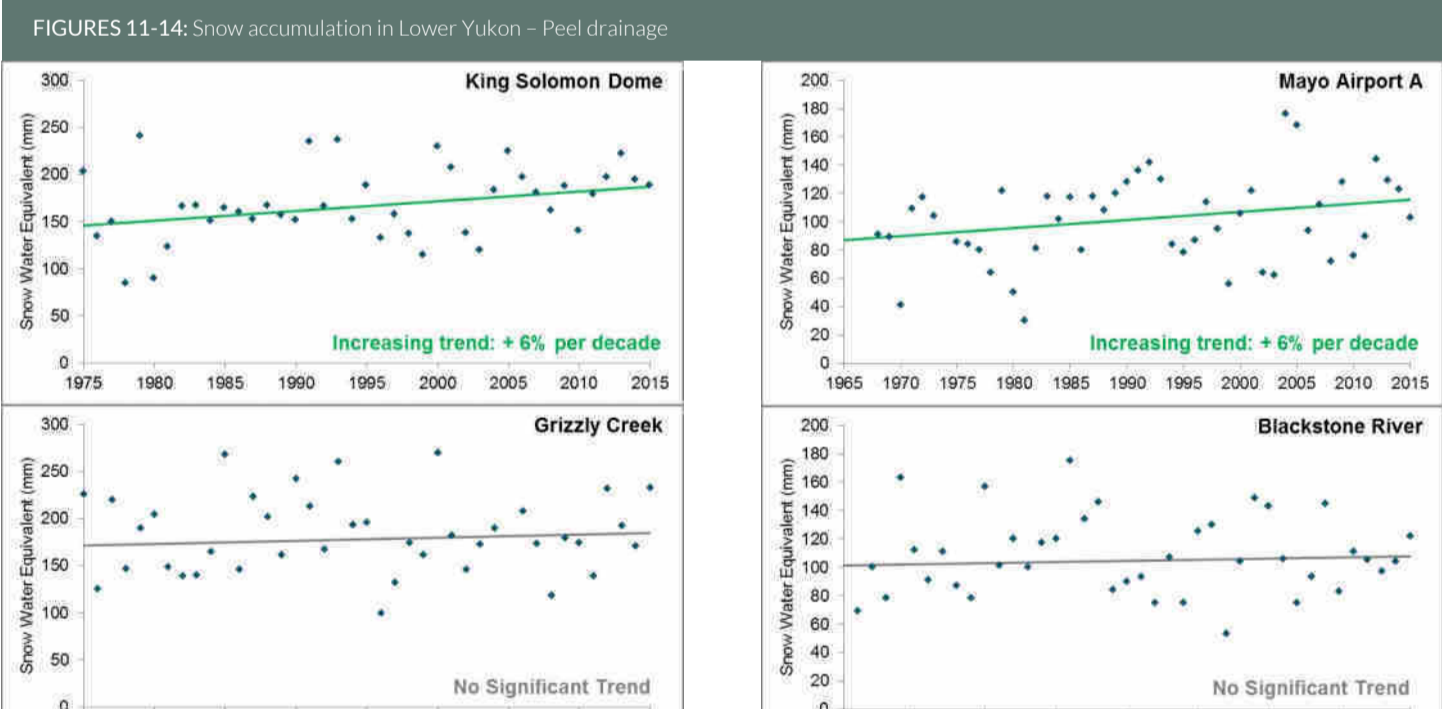 FIGURES 11-14: Snow accumulation in Lower Yukon – Peel drainage
King Solomon Dome
Snow Water Equivalent (mm)
300
250
200
150
100
50
0
Increasing trend: + 6% per decade
1975 1980 1985 1990 1995 2000 2005 2010 2015
Mayo Airport A
Snow Water Equivalent (mm)
200
180
160
140
120
100
80
60
40
20
0
Increasing trend: + 6% per decade
1965 1970 1975 1980 1985 1990 1995 2000 2005 2010 2015
Grizzly Creek
Snow Water Equivalent (mm)
300
250
200
150
100
50
0
No Significant Trend
Blackstone River
Snow Water Equivalent (mm)
200
180
160
140
120
100
80
60
40
20
0
No Significant Trend